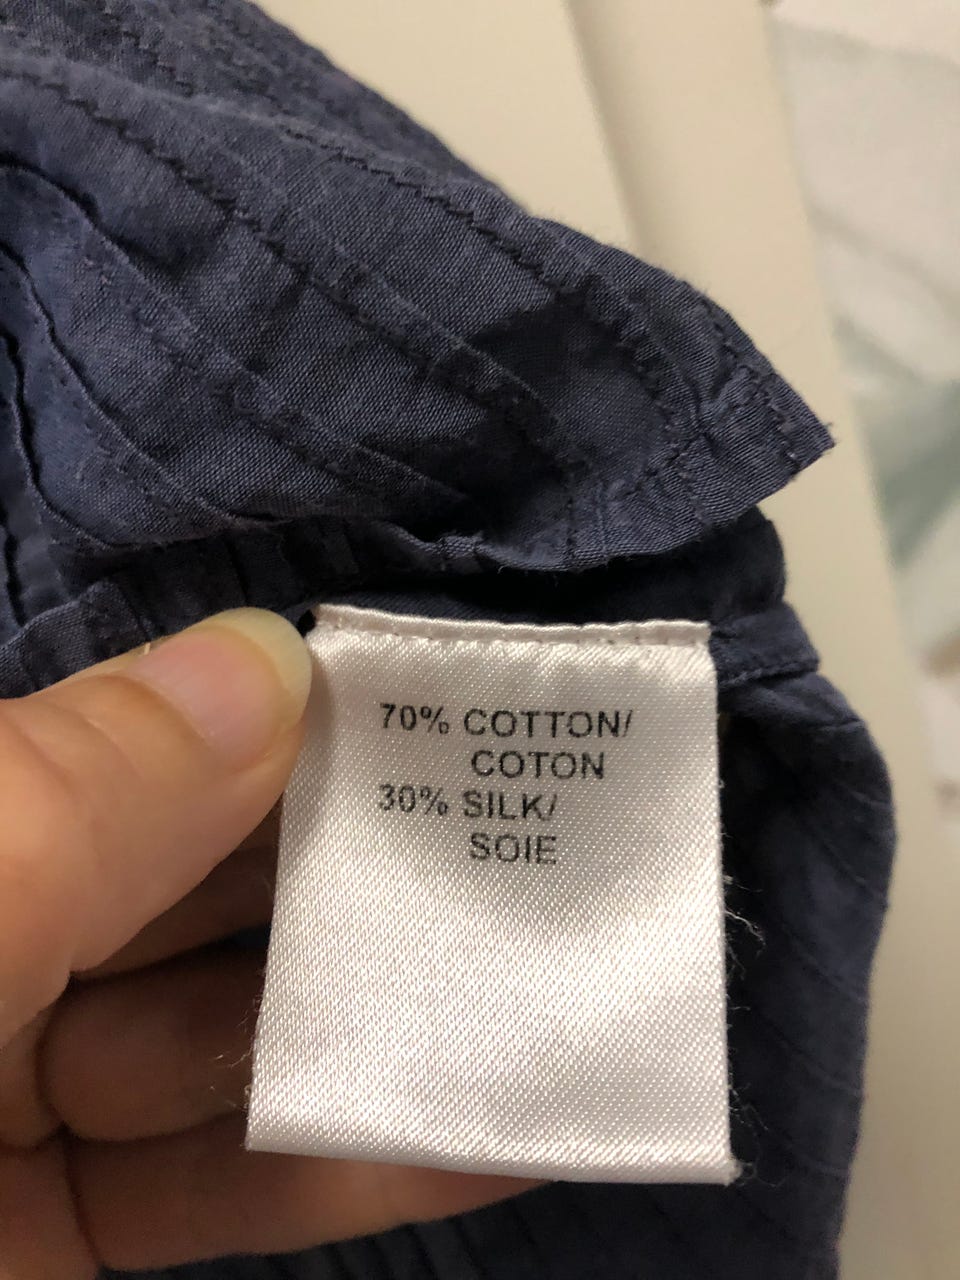 70% COTTON/
COTON
30% SILK/
SOIE